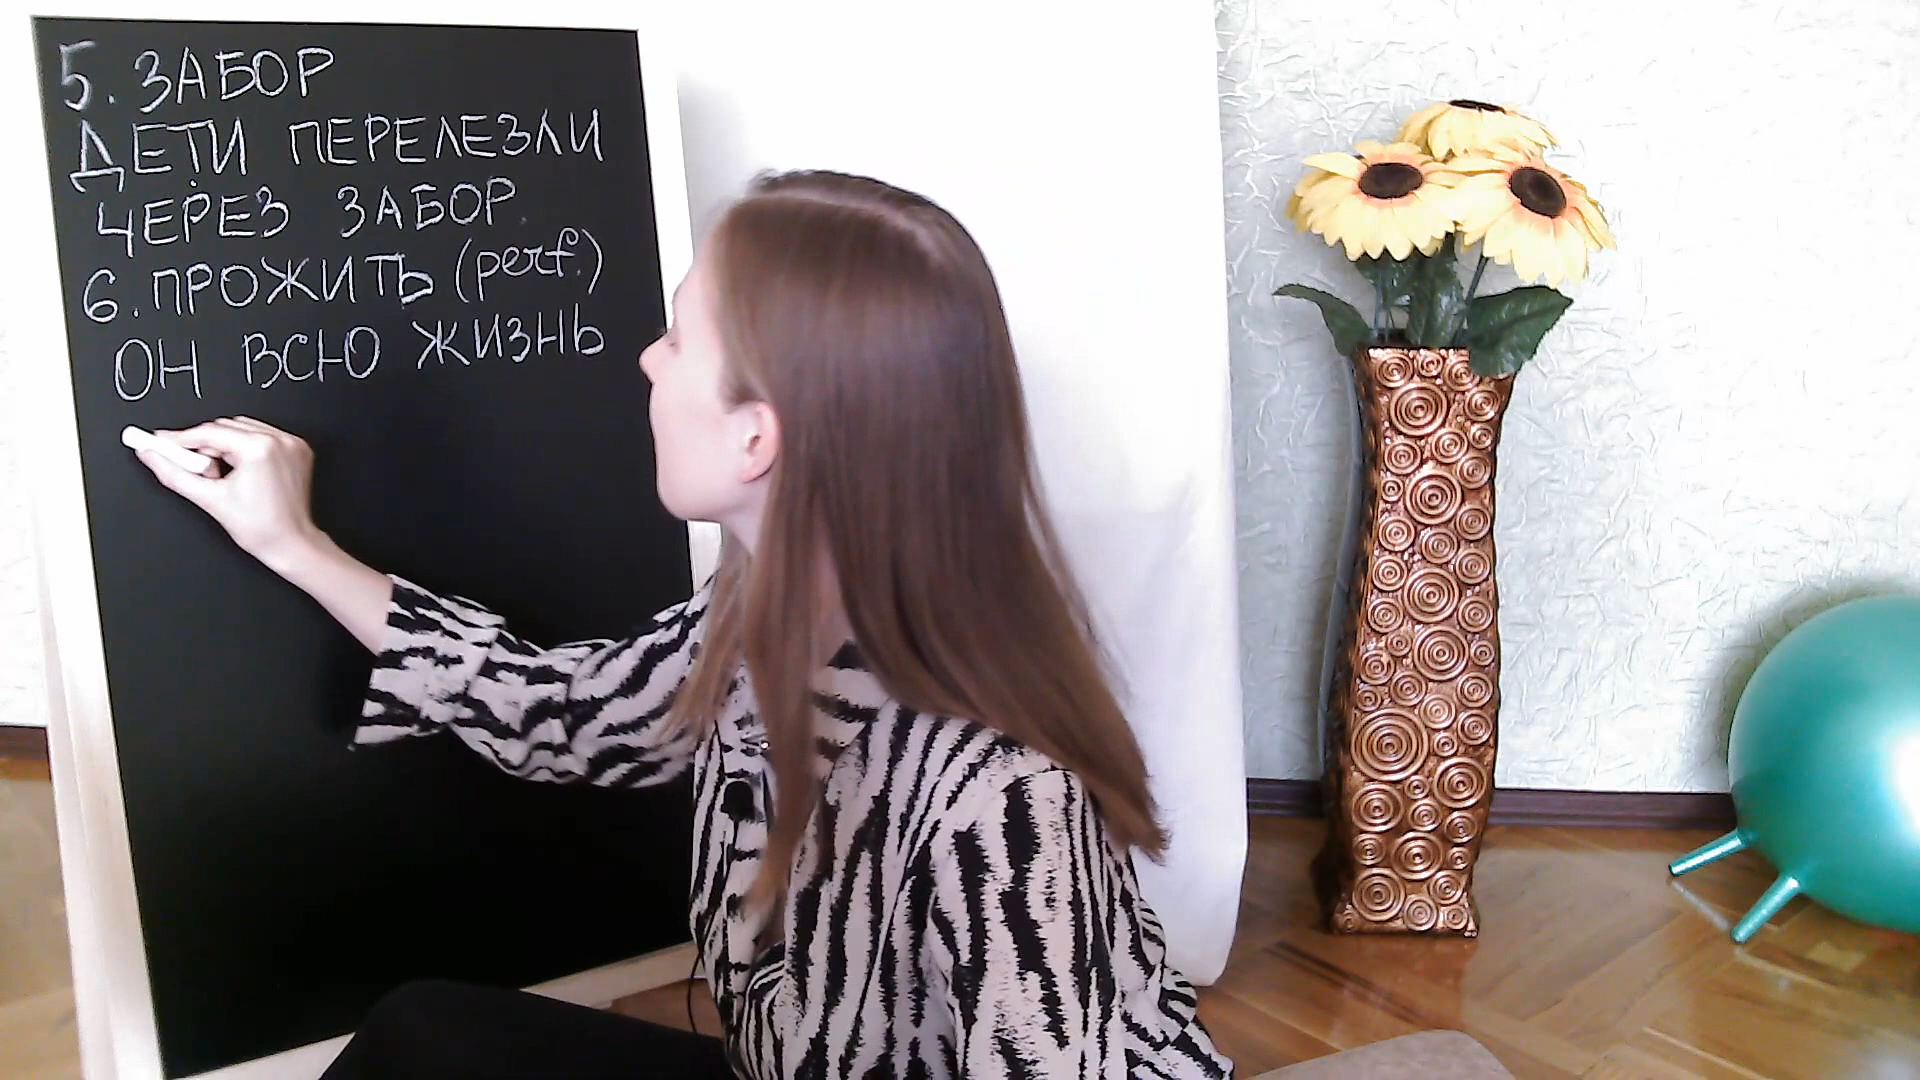 5. ЗАБОР
ДЕТИ ПЕРЕЛЕЗЛИ
ЧЕРЕЗ ЗАБОР.
6. ПРОЖИТЬ (perf.)
ОН ВСЮ ЖИЗНЬ